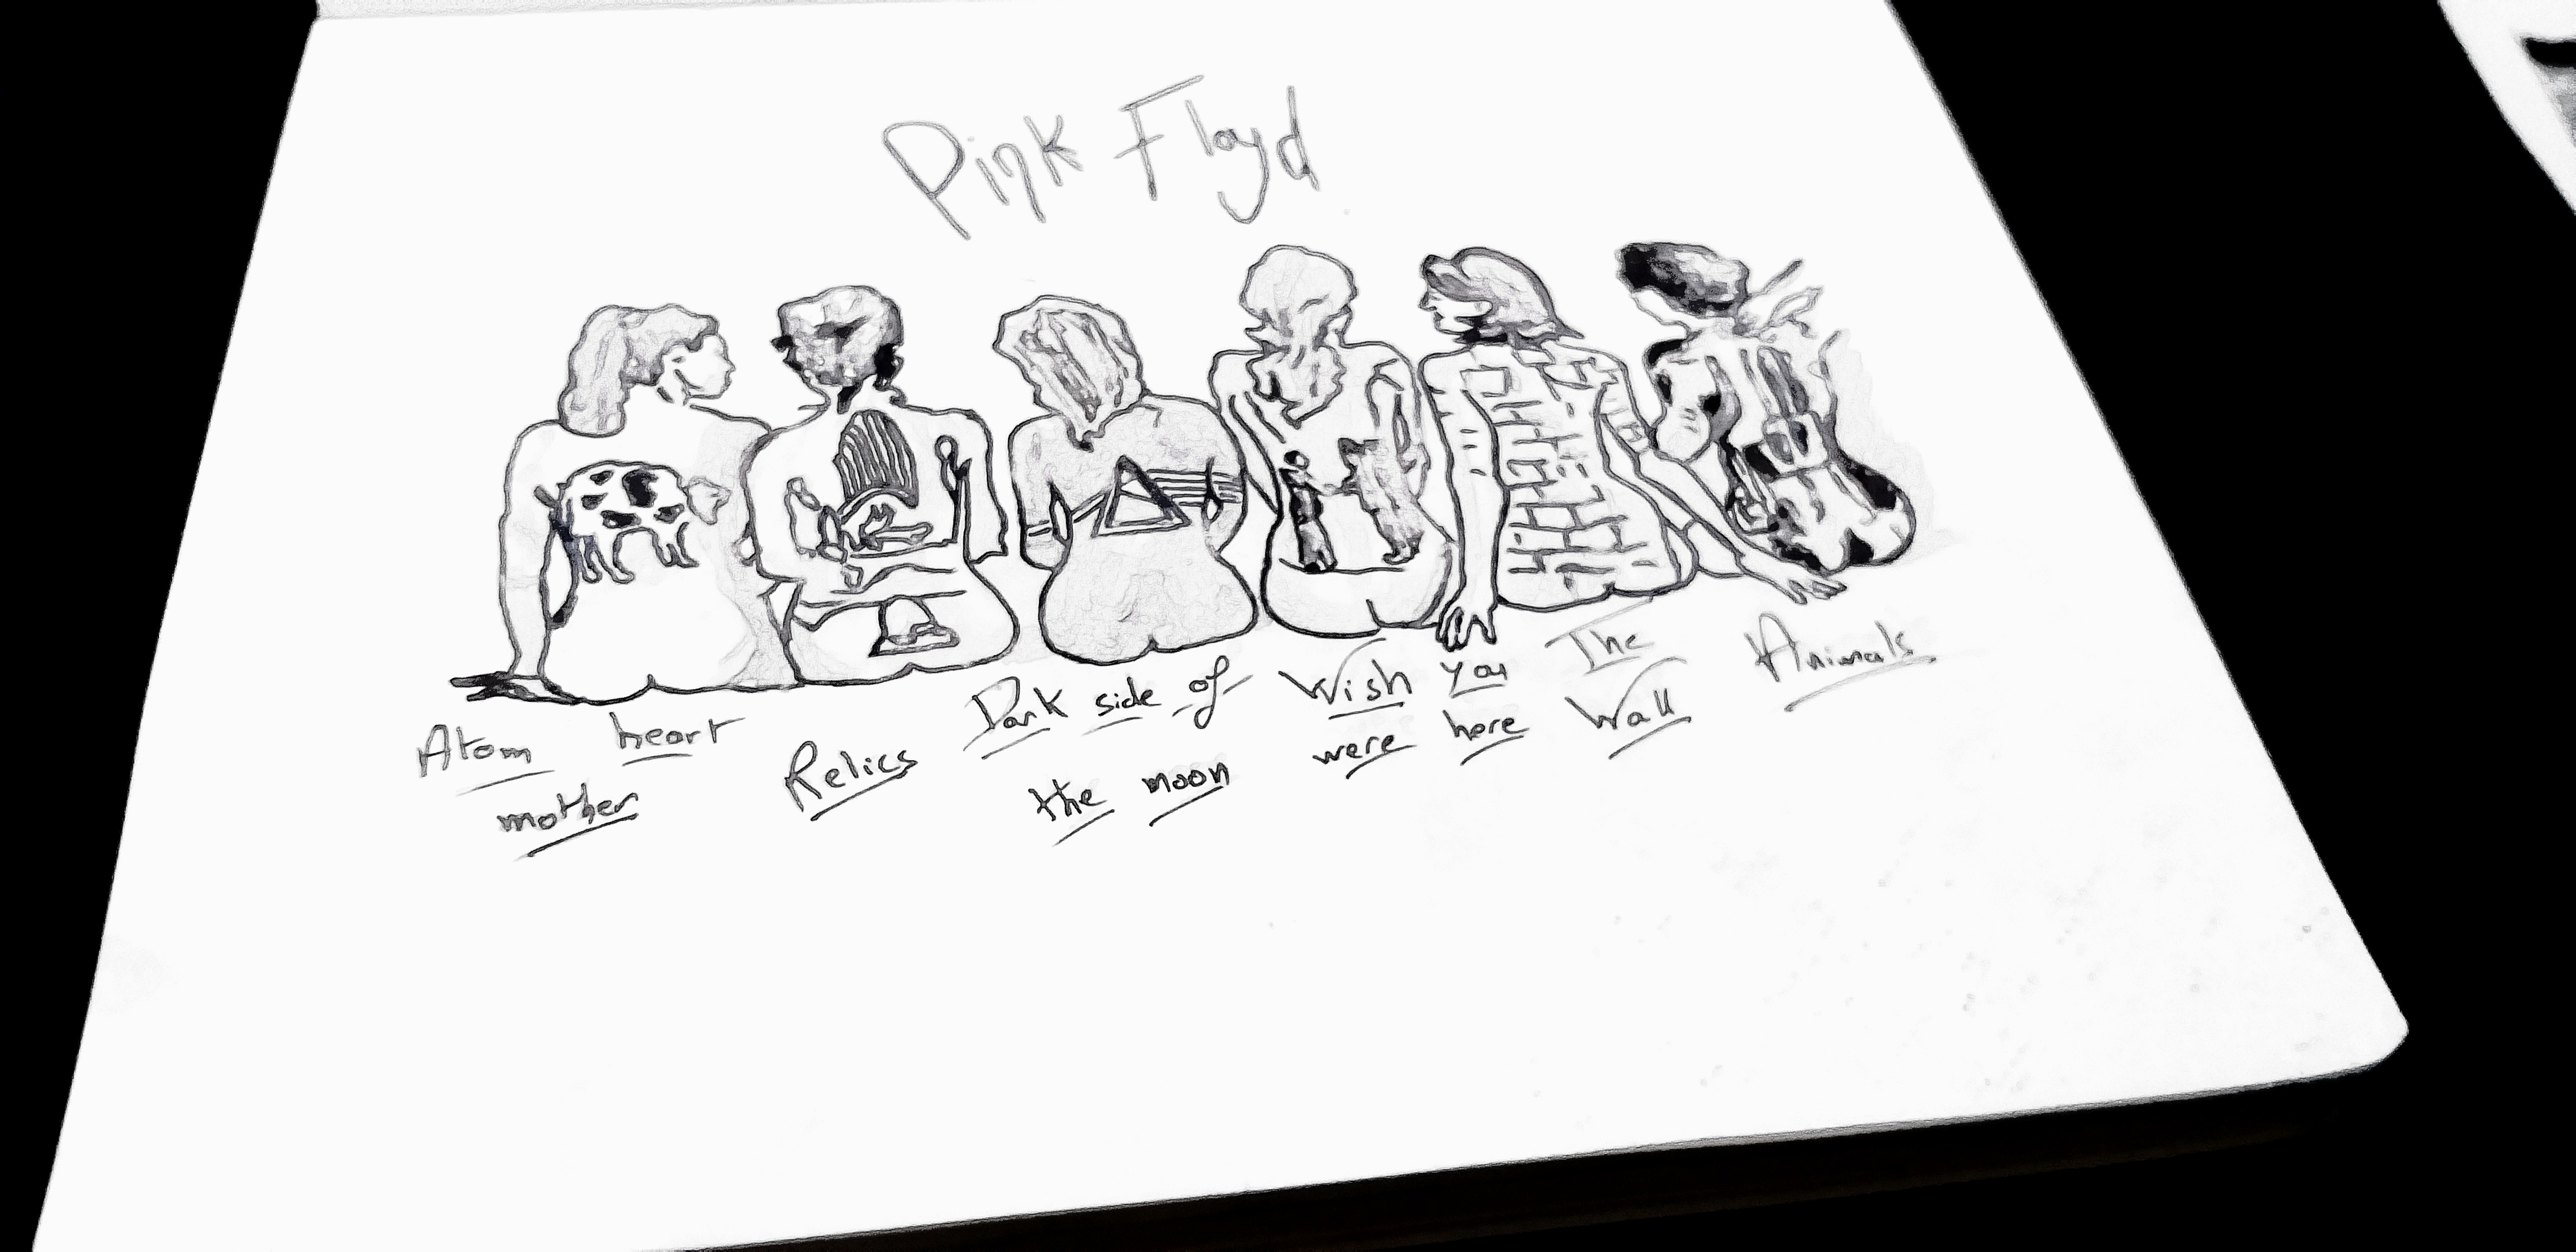 Pink Floyd
Atom heart
mother
Relics
Dark side of
the moon
Wish you
were here
The
Wall
Animals